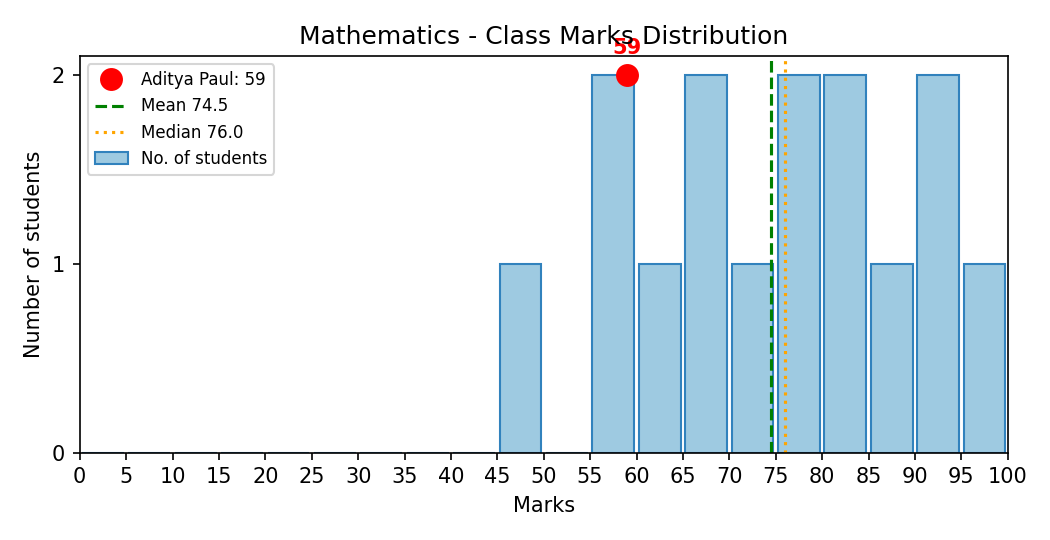 Mathematics - Class Marks Distribution
59
Aditya Paul: 59
Mean 74.5
Median 76.0
No. of students
Number of students
2
1
0
0 5 10 15 20 25 30 35 40 45 50 55 60 65 70 75 80 85 90 95 100
Marks